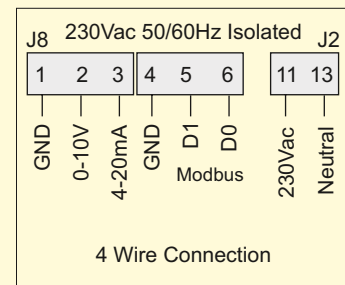 230Vac 50/60Hz Isolated
J8 J2
1 2 3 4 5 6 11 13
GND 0-10V 4-20mA GND D1 D0 230Vac Neutral
Modbus
4 Wire Connection